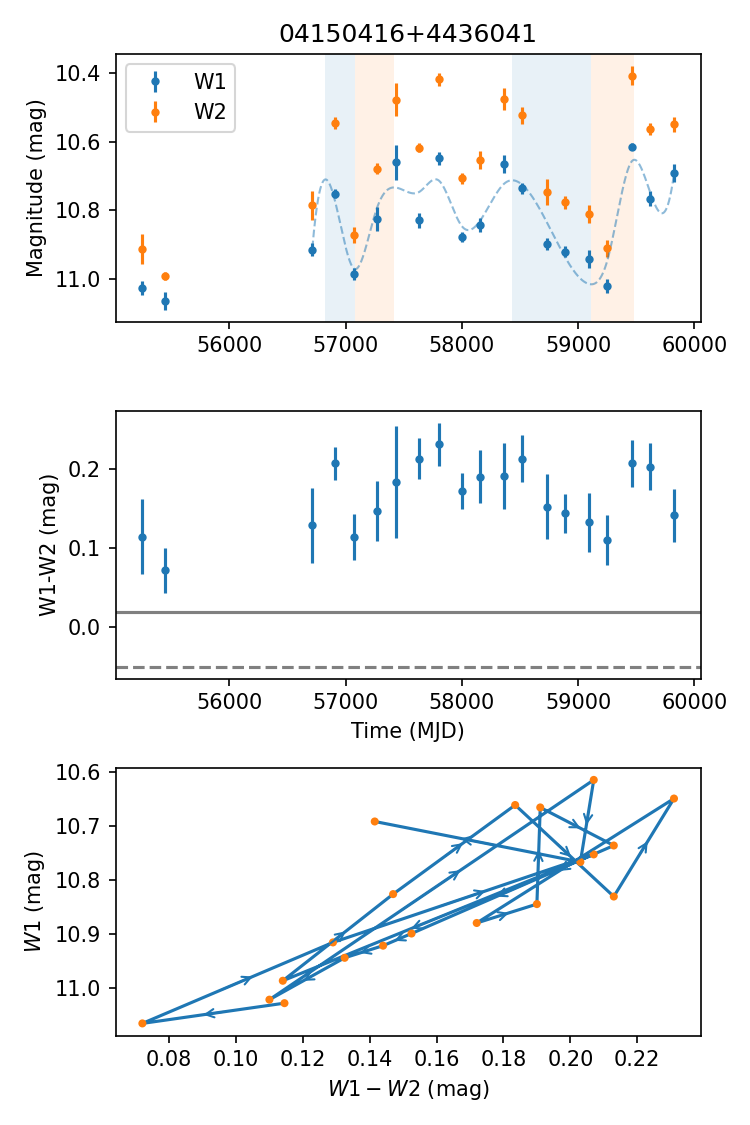 04150416+4436041
W1
W2
Magnitude (mag)
10.4
10.6
10.8
11.0
56000 57000 58000 59000 60000
W1-W2 (mag)
0.2
0.1
0.0
56000 57000 58000 59000 60000
Time (MJD)
W1 (mag)
10.6
10.7
10.8
10.9
11.0
0.08 0.10 0.12 0.14 0.16 0.18 0.20 0.22
W1 − W2 (mag)